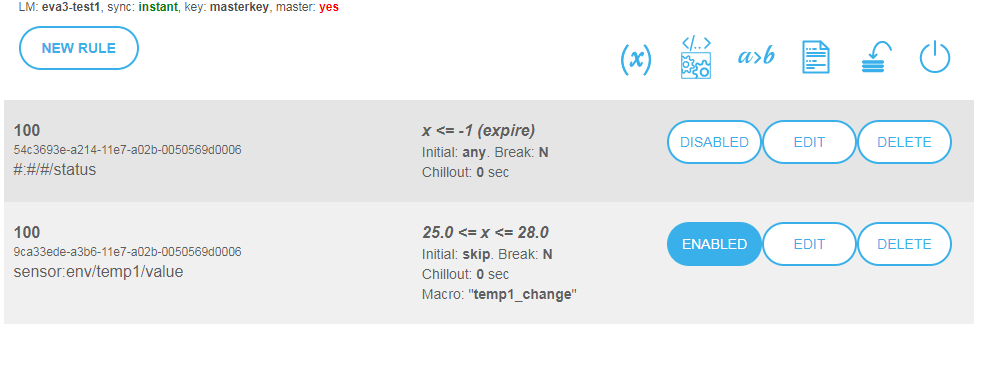 LM: eva3-test1, sync: instant, key: masterkey, master: yes
NEW RULE
(x)
</..>
a>b
100
54c3693e-a214-11e7-a02b-0050569d0006
#:#/#/status
x <= -1 (expire)
Initial: any. Break: N
Chillout: 0 sec
DISABLED
EDIT
DELETE
100
9ca33ede-a3b6-11e7-a02b-0050569d0006
sensor:env/temp1/value
25.0 <= x <= 28.0
Initial: skip. Break: N
Chillout: 0 sec
Macro: "temp1_change"
ENABLED
EDIT
DELETE